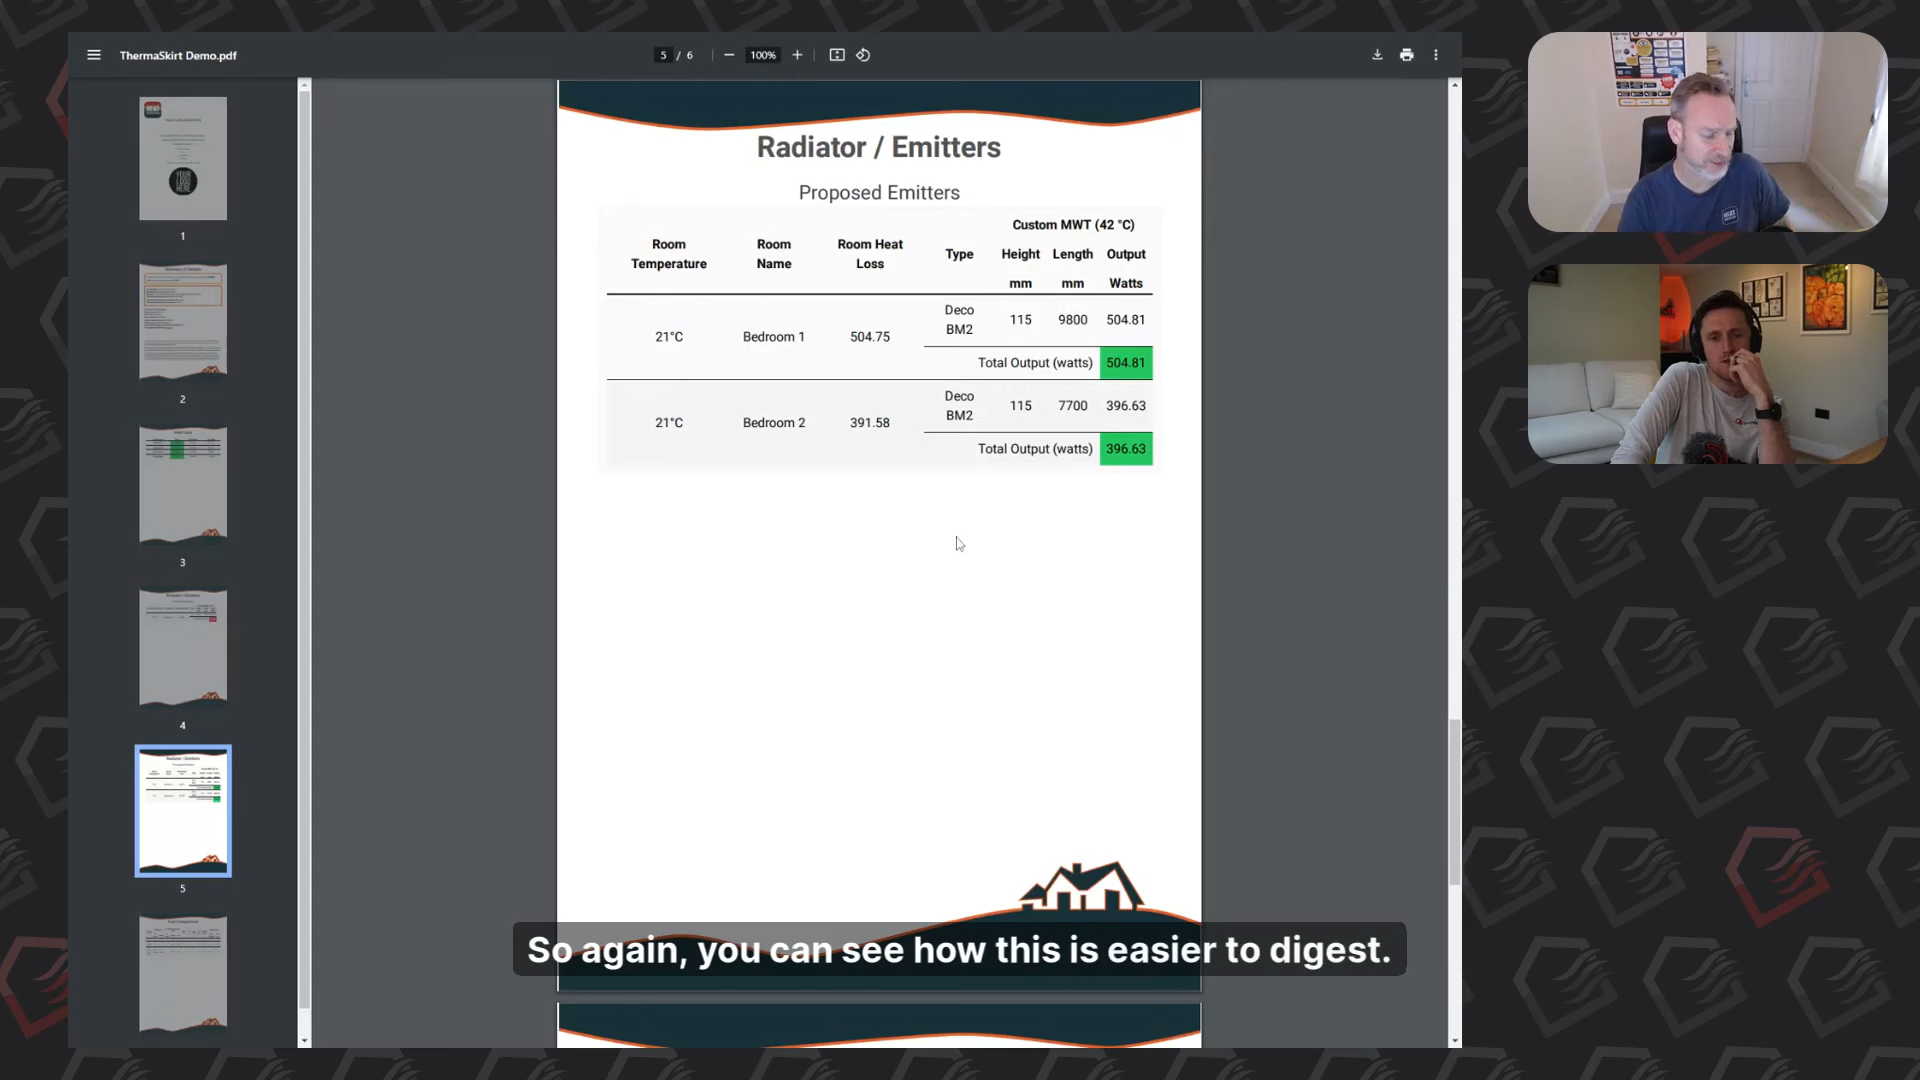 ThermaSkirt Demo.pdf
5 / 6
100%
YOUR
LOGO
HERE
1
2
3
4
5
Radiator / Emitters
Proposed Emitters
Custom MWT (42 °C)
Room Temperature
Room Name
Room Heat Loss
Type
Height
Length
Output
mm
mm
Watts
21°C
Bedroom 1
504.75
Deco BM2
115
9800
504.81
Total Output (watts)
504.81
21°C
Bedroom 2
391.58
Deco BM2
115
7700
396.63
Total Output (watts)
396.63
So again, you can see how this is easier to digest.